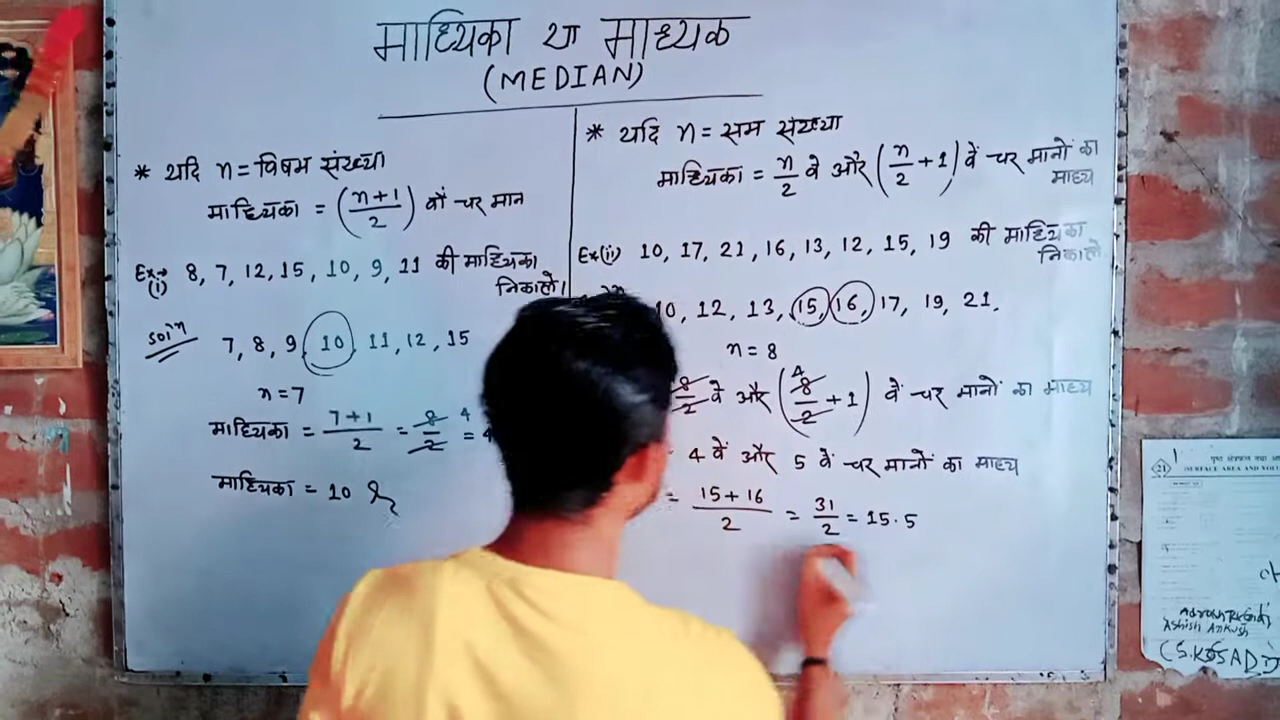 माध्यिका या माध्यक
(MEDIAN)
* यदि n = विषम संख्या
माध्यिका = (n+1/2) वाँ चर मान
Ex→ (i) 8, 7, 12, 15, 10, 9, 11 की माध्यिका
निकालो।
Solⁿ 7, 8, 9, 10, 11, 12, 15
n = 7
माध्यिका = 7+1/2 = 8/2 = 4
माध्यिका = 10
* यदि n = सम संख्या
माध्यिका = n/2 वे और (n/2 + 1) वें चर मानों का
माध्य
Ex(ii) 10, 17, 21, 16, 13, 12, 15, 19 की माध्यिका
निकालो
10, 12, 13, 15, 16, 17, 19, 21.
n = 8
8/2 वे और (8/2 + 1) वें चर मानों का माध्य
4 वें और 5 वें चर मानों का माध्य
= 15+16/2 = 31/2 = 15.5
21
SURFACE AREA AND
Ashish